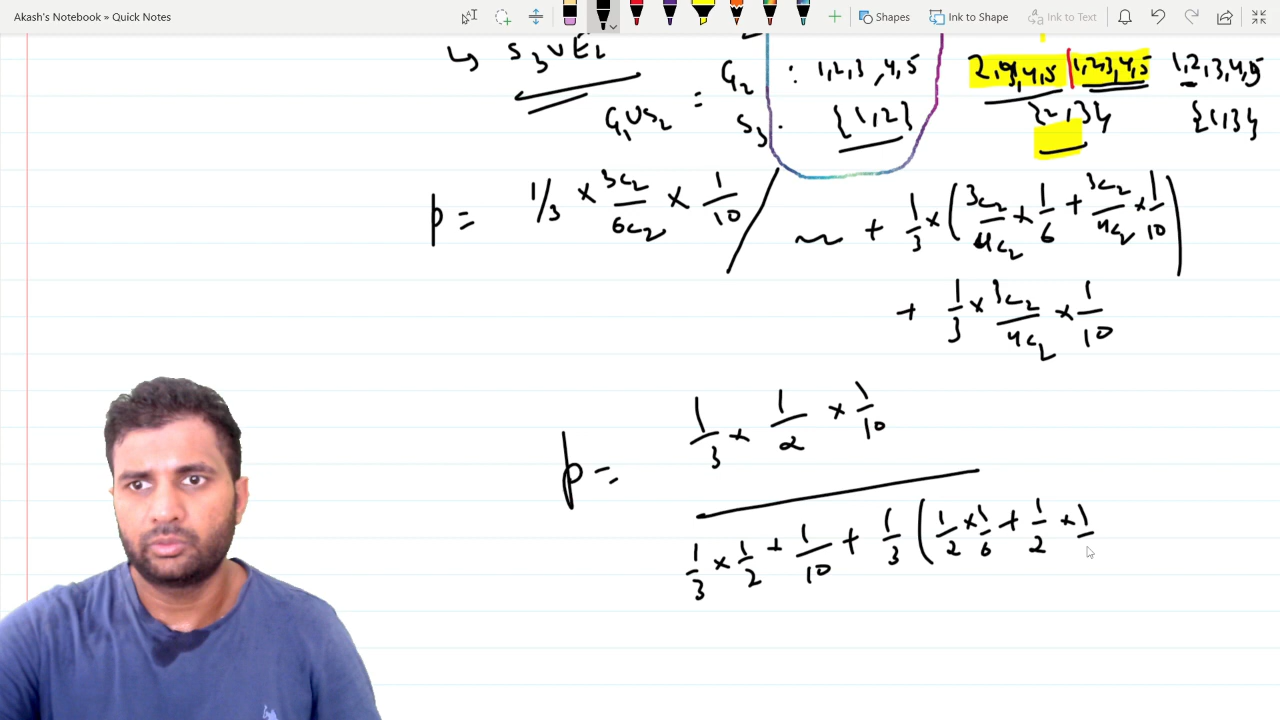 Akash's Notebook » Quick Notes
Shapes Ink to Shape Ink to Text
↳ S₃ ∪ E₂
G₂ : 1,2,3,4,5 2,3,4,5 | 1,2,3,4,5 1,2,3,4,5
G₁∪S₂ =
S₃ : {1,2} {2,3} {1,3}
p = 1/3 × 3c₂/6c₂ × 1/10 / ~ + 1/3 × (3c₂/4c₂ × 1/6 + 3c₂/4c₂ × 1/10)
+ 1/3 × 3c₂/4c₂ × 1/10
1/3 × 1/2 × 1/10
p =
1/3 × 1/2 × 1/10 + 1/3 (1/2 × 1/6 + 1/2 × 1/